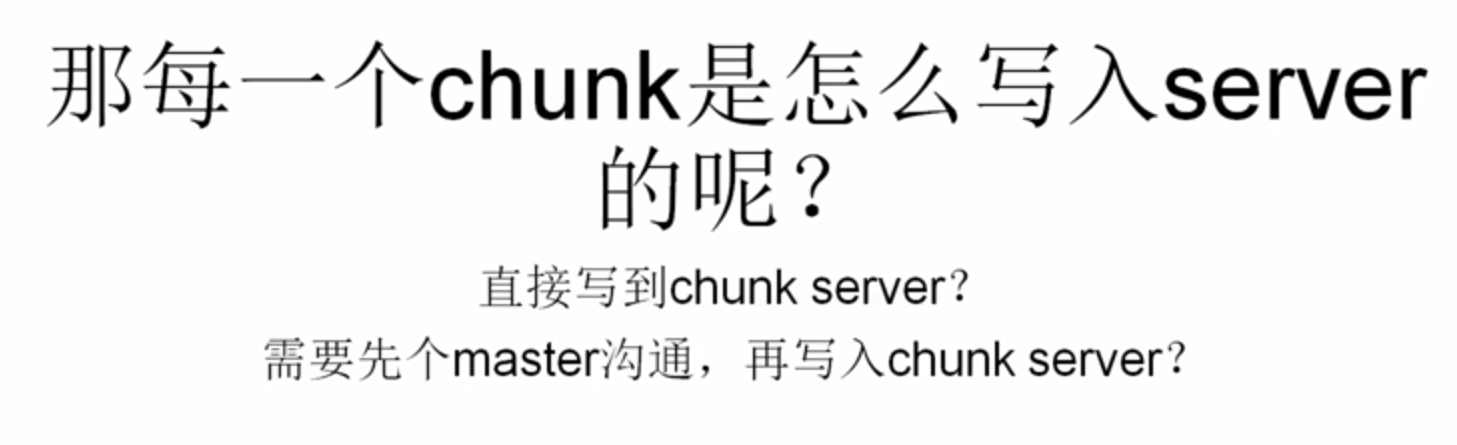 那每一个chunk是怎么写入server
的呢？
直接写到chunk server？
需要先个master沟通，再写入chunk server？